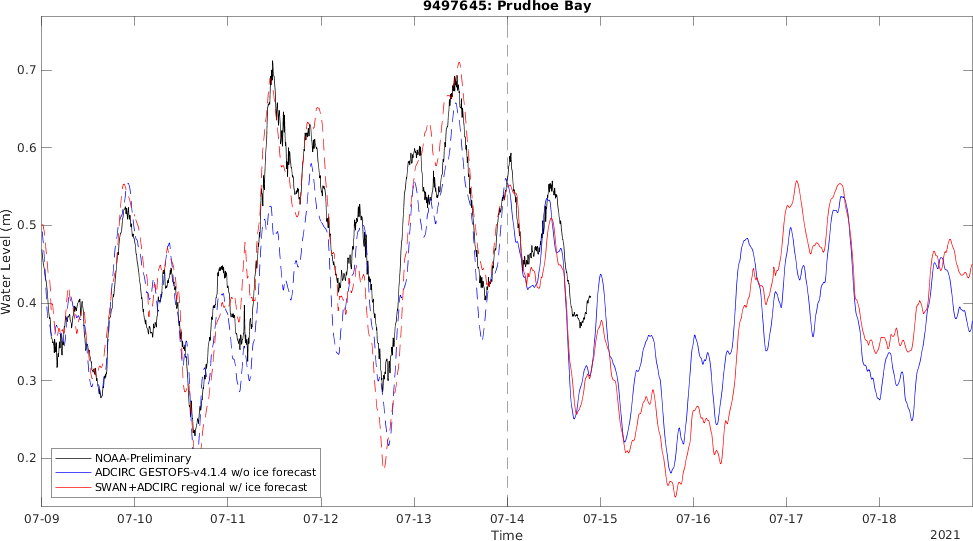 9497645: Prudhoe Bay
Water Level (m)
0.7
0.6
0.5
0.4
0.3
0.2
NOAA-Preliminary
ADCIRC GESTOFS-v4.1.4 w/o ice forecast
SWAN+ADCIRC regional w/ ice forecast
07-09 07-10 07-11 07-12 07-13 07-14 07-15 07-16 07-17 07-18
Time
2021